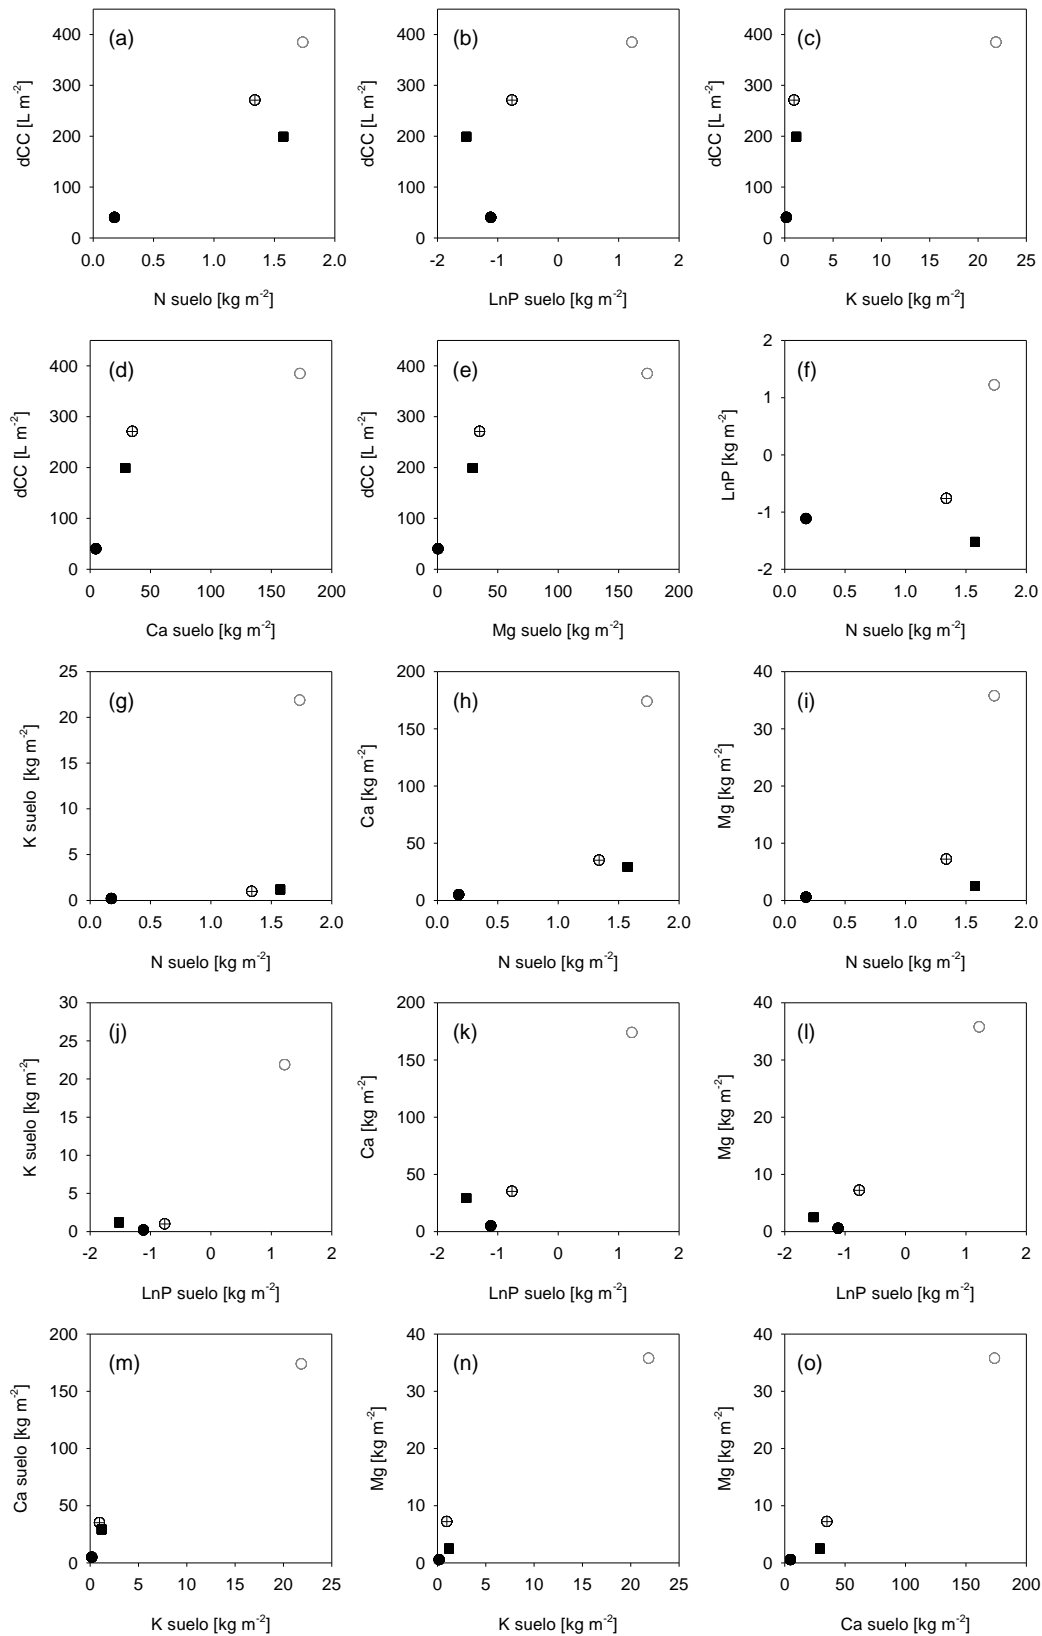 (a)
dCC [L m⁻²]
400
300
200
100
0
0.0 0.5 1.0 1.5 2.0
N suelo [kg m⁻²]
(b)
dCC [L m⁻²]
400
300
200
100
0
-2 -1 0 1 2
LnP suelo [kg m⁻²]
(c)
dCC [L m⁻²]
400
300
200
100
0
0 5 10 15 20 25
K suelo [kg m⁻²]
(d)
dCC [L m⁻²]
400
300
200
100
0
0 50 100 150 200
Ca suelo [kg m⁻²]
(e)
dCC [L m⁻²]
400
300
200
100
0
0 50 100 150 200
Mg suelo [kg m⁻²]
(f)
LnP [kg m⁻²]
2
1
0
-1
-2
0.0 0.5 1.0 1.5 2.0
N suelo [kg m⁻²]
(g)
K suelo [kg m⁻²]
25
20
15
10
5
0
0.0 0.5 1.0 1.5 2.0
N suelo [kg m⁻²]
(h)
Ca [kg m⁻²]
200
150
100
50
0
0.0 0.5 1.0 1.5 2.0
N suelo [kg m⁻²]
(i)
Mg [kg m⁻²]
40
30
20
10
0
0.0 0.5 1.0 1.5 2.0
N suelo [kg m⁻²]
(j)
K suelo [kg m⁻²]
30
25
20
15
10
5
0
-2 -1 0 1 2
LnP suelo [kg m⁻²]
(k)
Ca [kg m⁻²]
200
150
100
50
0
-2 -1 0 1 2
LnP suelo [kg m⁻²]
(l)
Mg [kg m⁻²]
40
30
20
10
0
-2 -1 0 1 2
LnP suelo [kg m⁻²]
(m)
Ca suelo [kg m⁻²]
200
150
100
50
0
0 5 10 15 20 25
K suelo [kg m⁻²]
(n)
Mg [kg m⁻²]
40
30
20
10
0
0 5 10 15 20 25
K suelo [kg m⁻²]
(o)
Mg [kg m⁻²]
40
30
20
10
0
0 50 100 150 200
Ca suelo [kg m⁻²]